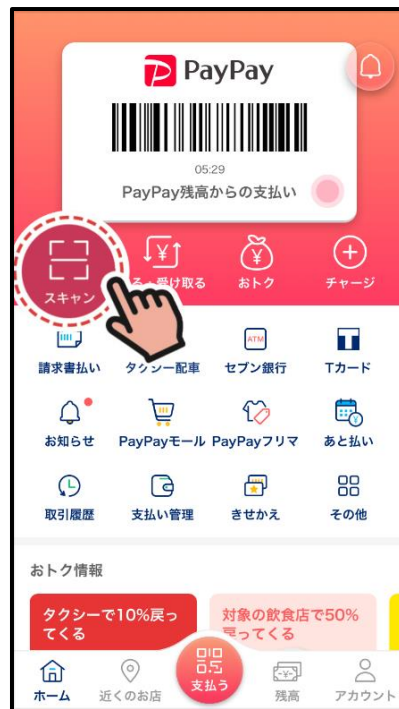 PayPay
05:29
PayPay残高からの支払い
スキャン
受け取る
おトク
チャージ
請求書払い
タクシー配車
ATM
セブン銀行
Tカード
お知らせ
PayPayモール
PayPayフリマ
あと払い
取引履歴
支払い管理
きせかえ
その他
おトク情報
タクシーで10%戻っ
てくる
対象の飲食店で50%
戻ってくる
ホーム
近くのお店
支払う
残高
アカウント